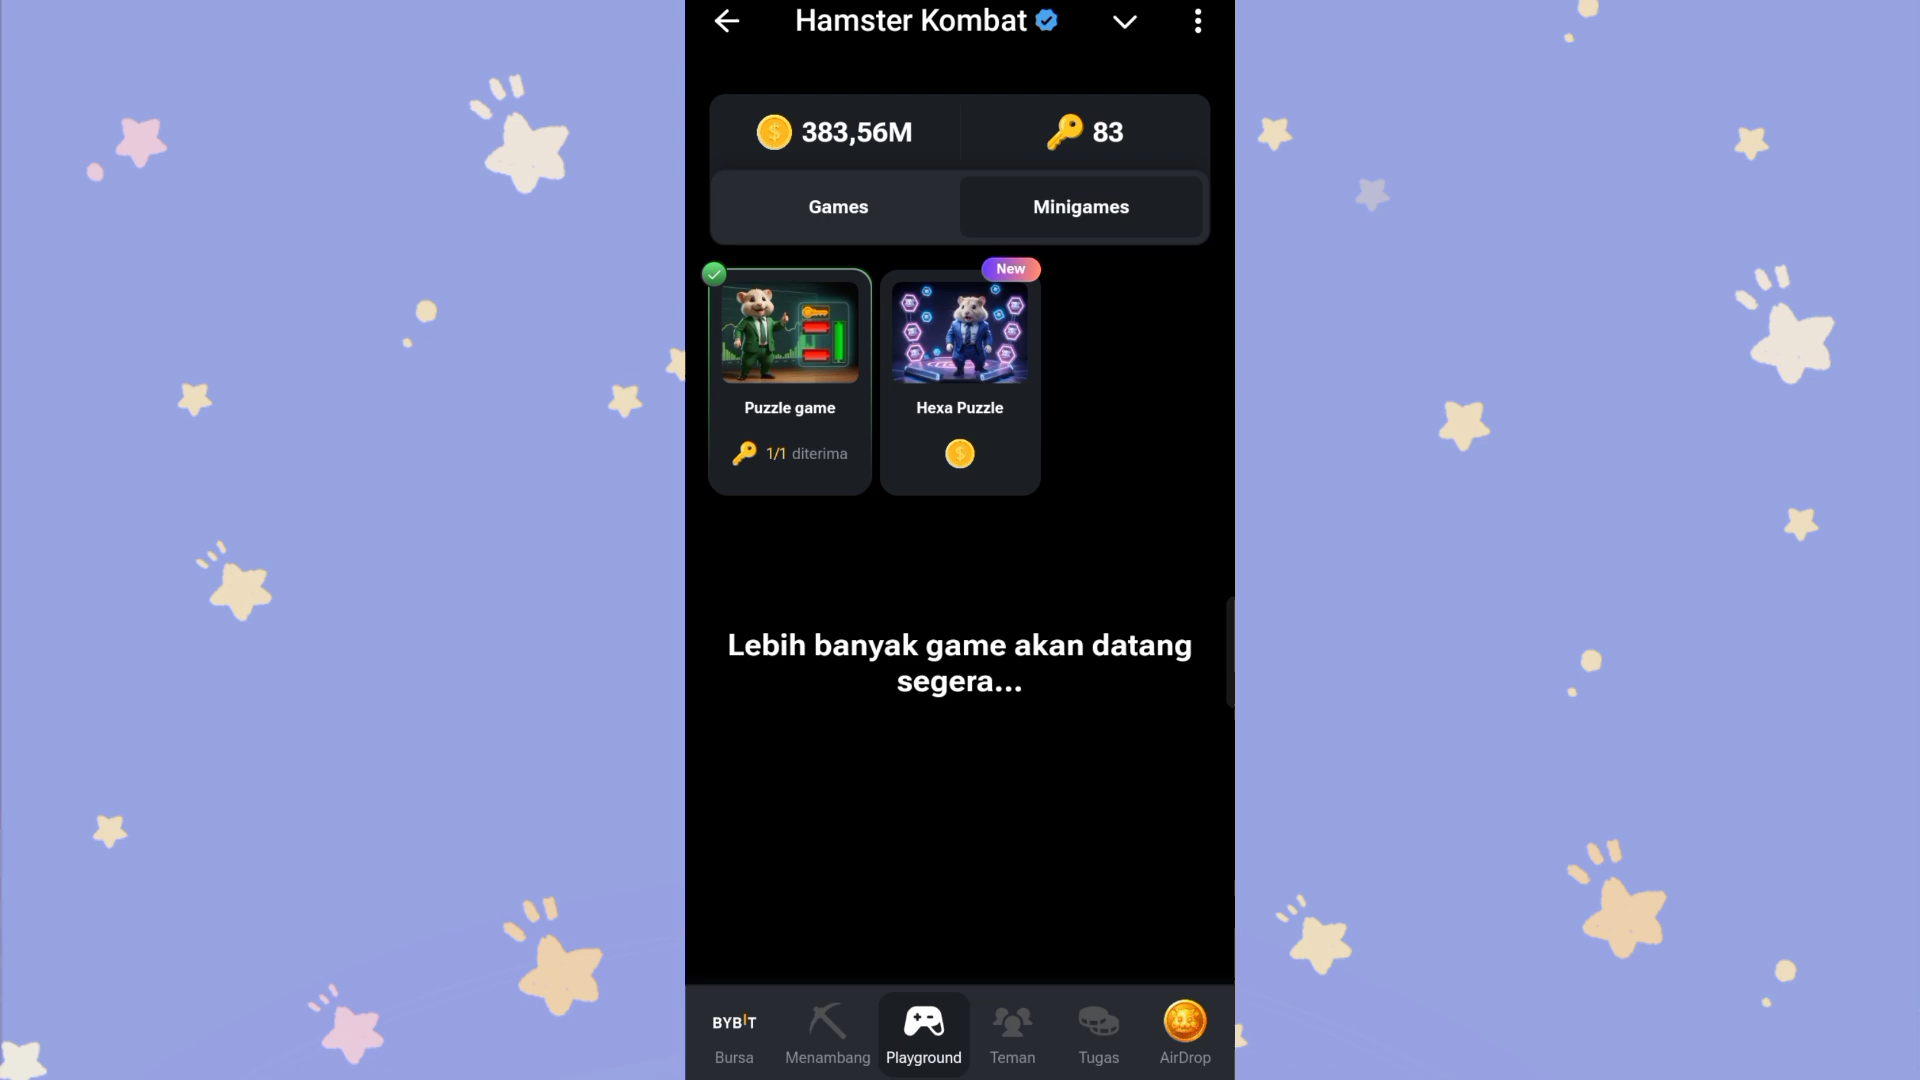 Hamster Kombat
383,56M
83
Games
Minigames
New
Puzzle game
Hexa Puzzle
1/1 diterima
Lebih banyak game akan datang
segera...
BYBIT
Bursa
Menambang
Playground
Teman
Tugas
AirDrop